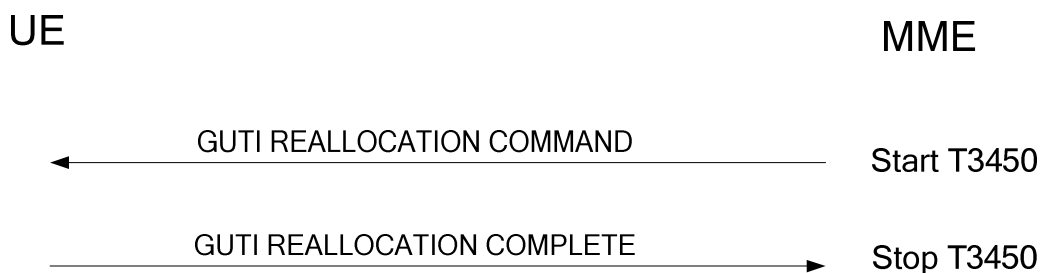 UE
MME
GUTI REALLOCATION COMMAND
Start T3450
GUTI REALLOCATION COMPLETE
Stop T3450